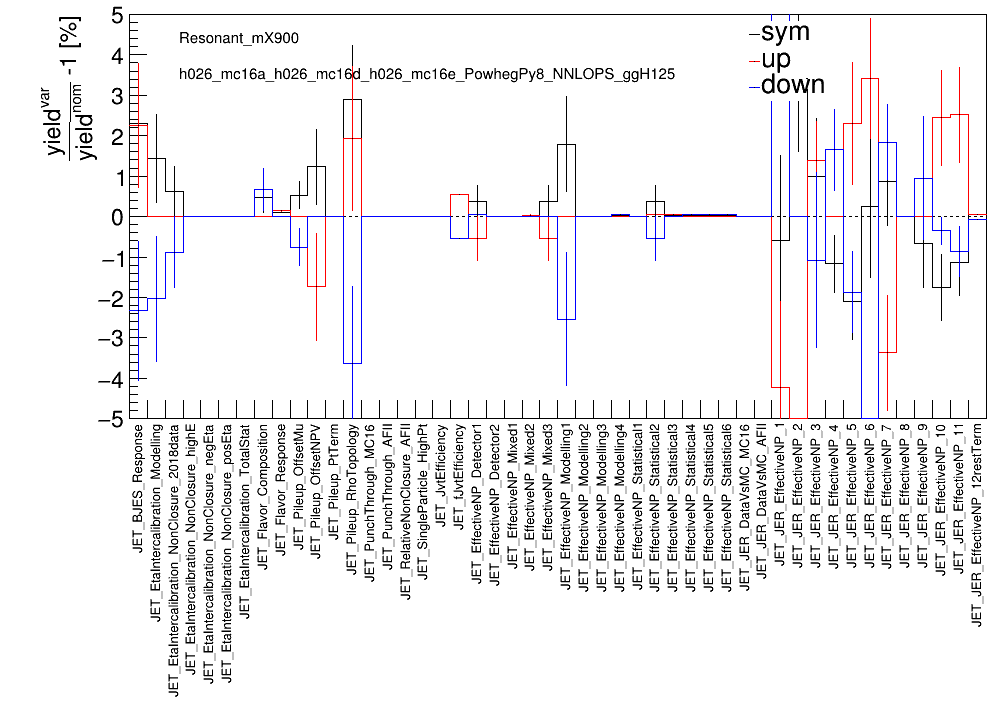 Resonant_mX900
h026_mc16a_h026_mc16d_h026_mc16e_PowhegPy8_NNLOPS_ggH125
sym
up
down
yield^var
yield^nom -1 [%]
5
4
3
2
1
0
−1
−2
−3
−4
−5
JET_BJES_Response
JET_EtaIntercalibration_Modelling
JET_EtaIntercalibration_NonClosure_2018data
JET_EtaIntercalibration_NonClosure_highE
JET_EtaIntercalibration_NonClosure_negEta
JET_EtaIntercalibration_NonClosure_posEta
JET_EtaIntercalibration_TotalStat
JET_Flavor_Composition
JET_Flavor_Response
JET_Pileup_OffsetMu
JET_Pileup_OffsetNPV
JET_Pileup_PtTerm
JET_Pileup_RhoTopology
JET_PunchThrough_MC16
JET_PunchThrough_AFII
JET_RelativeNonClosure_AFII
JET_SingleParticle_HighPt
JET_JvtEfficiency
JET_fJvtEfficiency
JET_EffectiveNP_Detector1
JET_EffectiveNP_Detector2
JET_EffectiveNP_Mixed1
JET_EffectiveNP_Mixed2
JET_EffectiveNP_Mixed3
JET_EffectiveNP_Modelling1
JET_EffectiveNP_Modelling2
JET_EffectiveNP_Modelling3
JET_EffectiveNP_Modelling4
JET_EffectiveNP_Statistical1
JET_EffectiveNP_Statistical2
JET_EffectiveNP_Statistical3
JET_EffectiveNP_Statistical4
JET_EffectiveNP_Statistical5
JET_EffectiveNP_Statistical6
JET_JER_DataVsMC_MC16
JET_JER_DataVsMC_AFII
JET_JER_EffectiveNP_1
JET_JER_EffectiveNP_2
JET_JER_EffectiveNP_3
JET_JER_EffectiveNP_4
JET_JER_EffectiveNP_5
JET_JER_EffectiveNP_6
JET_JER_EffectiveNP_7
JET_JER_EffectiveNP_8
JET_JER_EffectiveNP_9
JET_JER_EffectiveNP_10
JET_JER_EffectiveNP_11
JET_JER_EffectiveNP_12restTerm